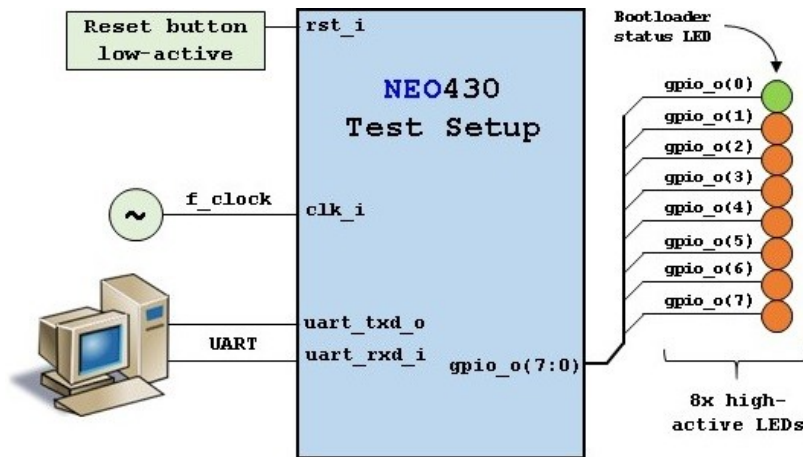 Reset button
low-active
rst_i
NEO430
Test Setup
f_clock
~
clk_i
UART
uart_txd_o
uart_rxd_i
gpio_o(7:0)
Bootloader
status LED
gpio_o(0)
gpio_o(1)
gpio_o(2)
gpio_o(3)
gpio_o(4)
gpio_o(5)
gpio_o(6)
gpio_o(7)
8x high-
active LEDs